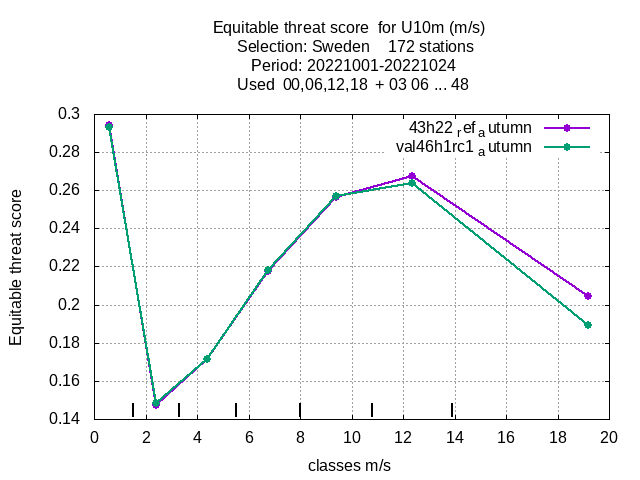 Equitable threat score for U10m (m/s)
Selection: Sweden 172 stations
Period: 20221001-20221024
Used 00,06,12,18 + 03 06 ... 48
43h22 ref autumn
val46h1rc1 autumn
Equitable threat score
0.3
0.28
0.26
0.24
0.22
0.2
0.18
0.16
0.14
0 2 4 6 8 10 12 14 16 18 20
classes m/s